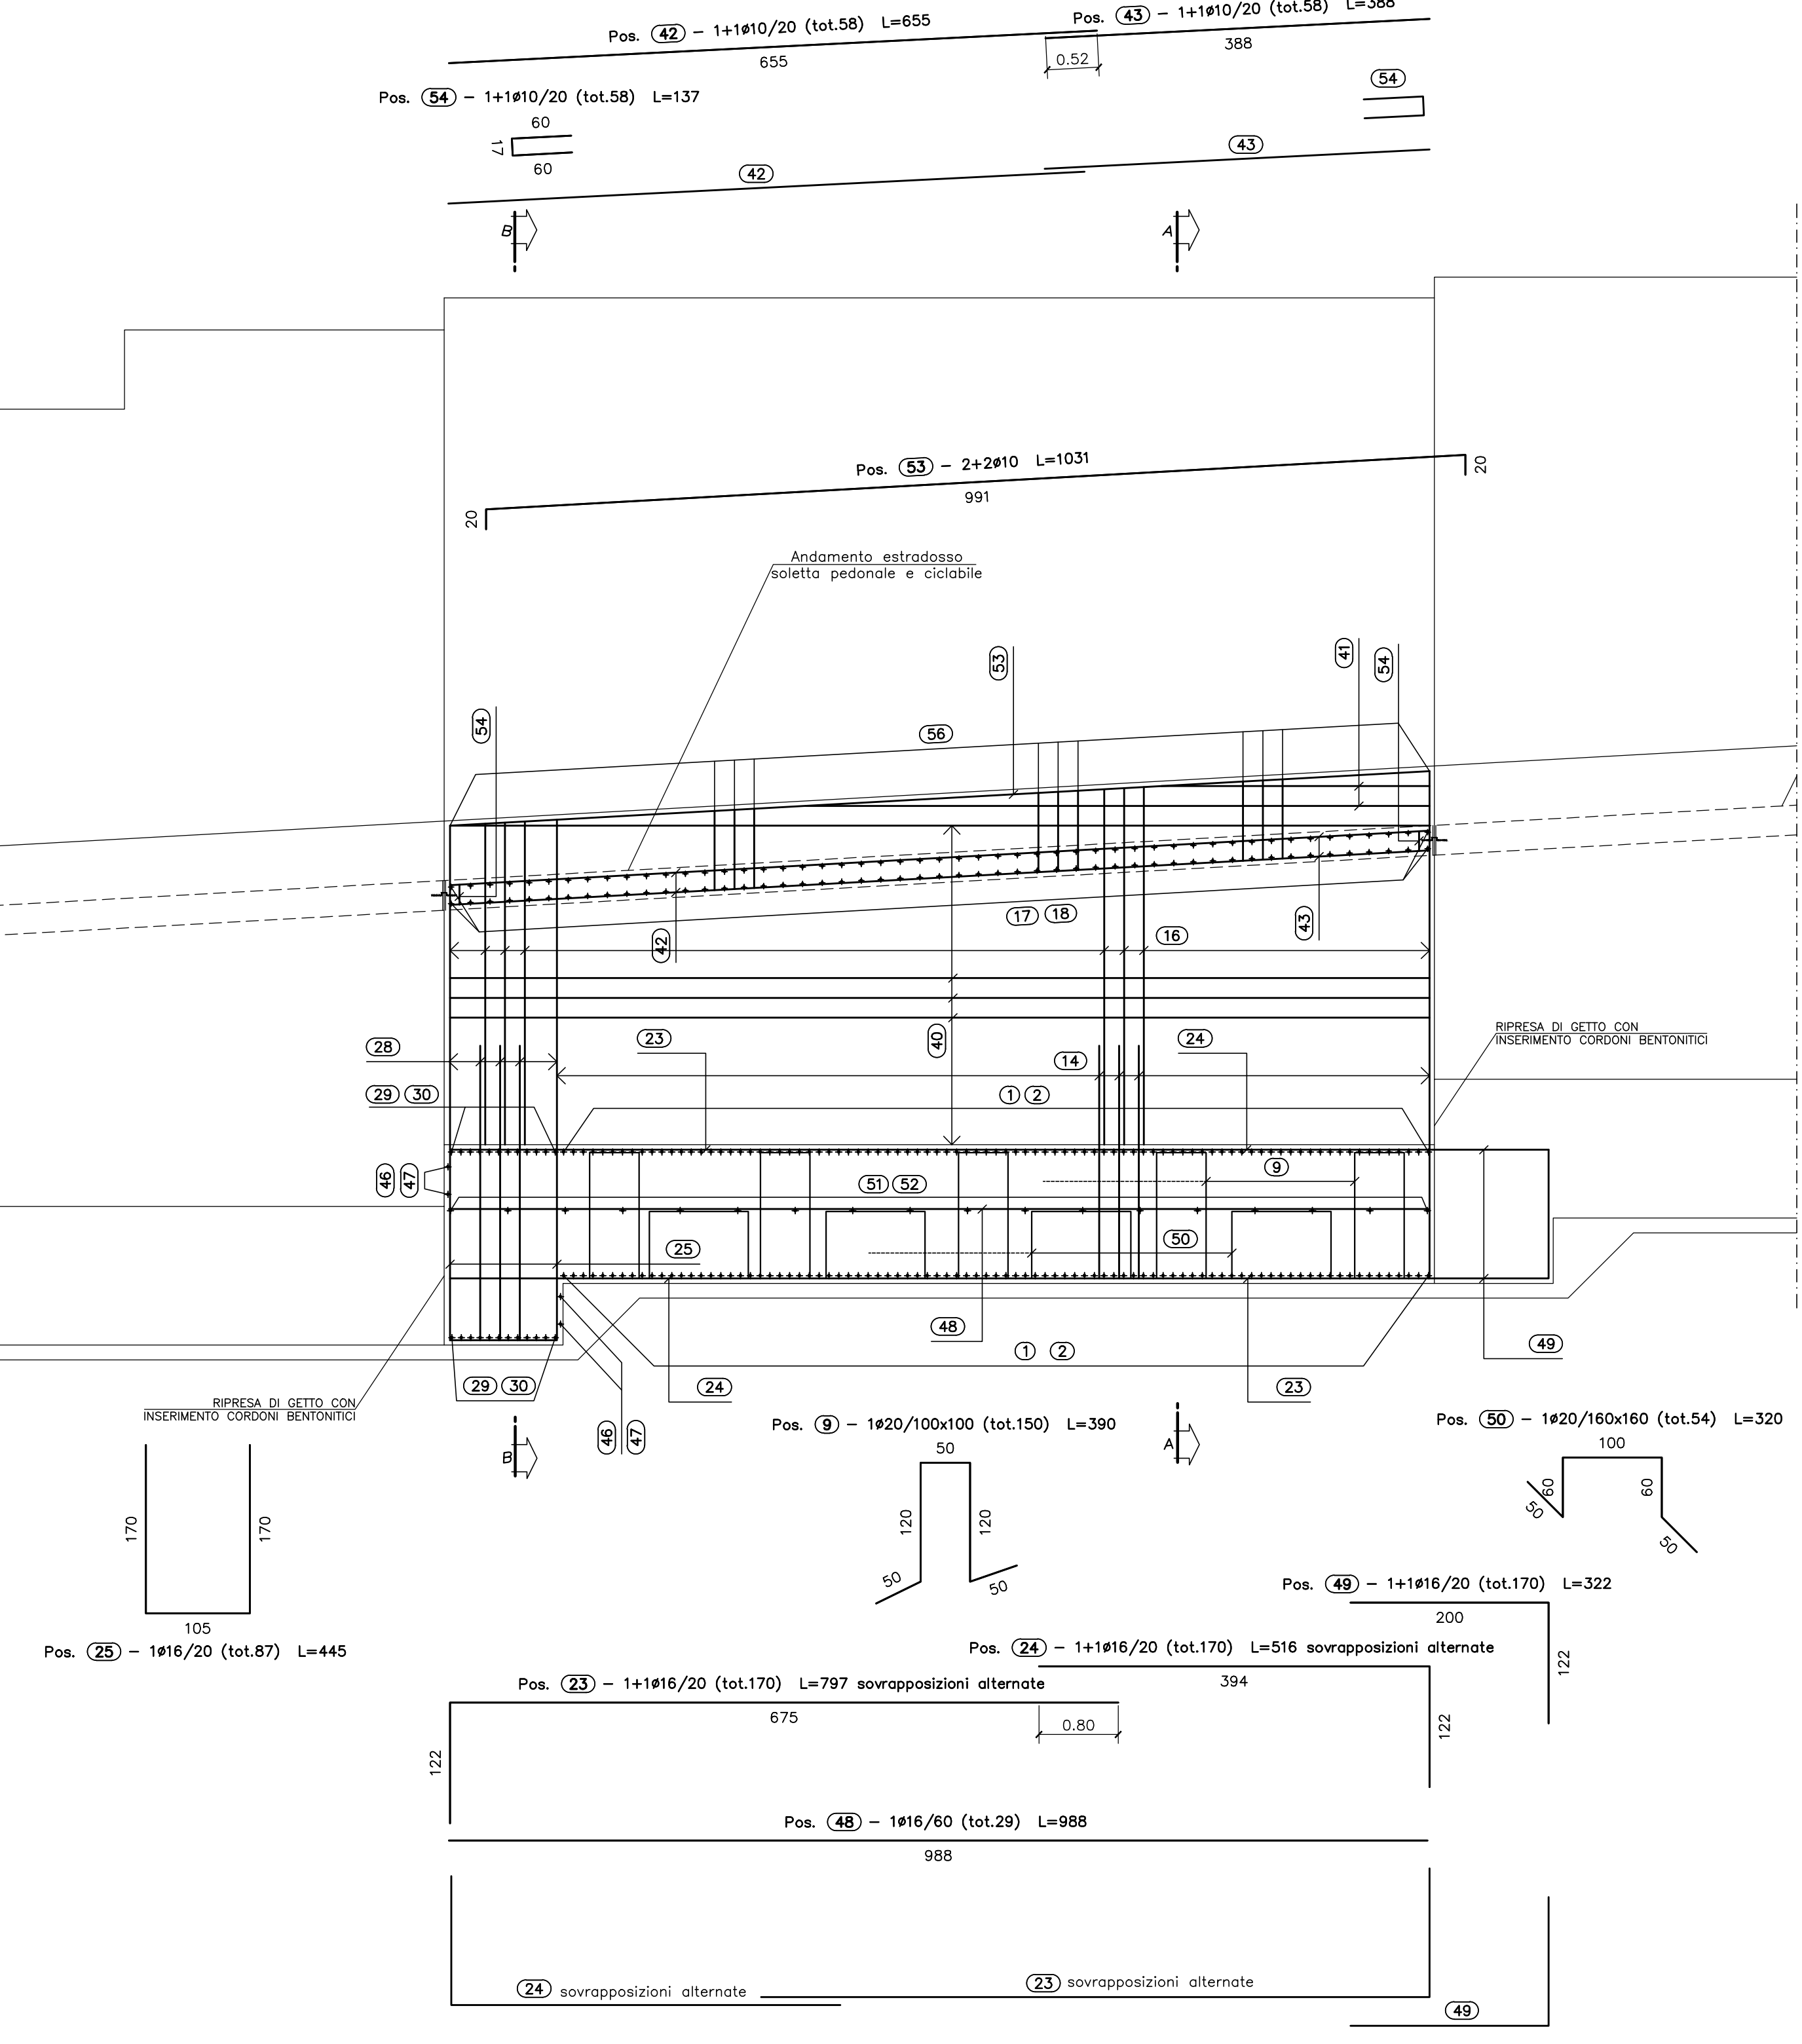 Pos. 42 – 1+1ø10/20 (tot.58) L=655
Pos. 43 – 1+1ø10/20 (tot.58) L=388
655
0.52
388
Pos. 54 – 1+1ø10/20 (tot.58) L=137
54
60
17
60
43
42
B
A
Pos. 53 – 2+2ø10 L=1031
20
991
20
Andamento estradosso
soletta pedonale e ciclabile
53
41
54
54
56
17 18
43
42
16
23
40
24
RIPRESA DI GETTO CON
INSERIMENTO CORDONI BENTONITICI
28
14
29 30
1 2
46
47
51 52
9
25
50
48
49
1 2
29 30
24
23
RIPRESA DI GETTO CON
INSERIMENTO CORDONI BENTONITICI
46
47
B
A
Pos. 9 – 1ø20/100x100 (tot.150) L=390
50
120
120
50
50
Pos. 50 – 1ø20/160x160 (tot.54) L=320
100
60
60
50
50
170
170
105
Pos. 25 – 1ø16/20 (tot.87) L=445
Pos. 49 – 1+1ø16/20 (tot.170) L=322
200
122
Pos. 24 – 1+1ø16/20 (tot.170) L=516 sovrapposizioni alternate
394
122
Pos. 23 – 1+1ø16/20 (tot.170) L=797 sovrapposizioni alternate
675
0.80
122
Pos. 48 – 1ø16/60 (tot.29) L=988
988
24 sovrapposizioni alternate
23 sovrapposizioni alternate
49